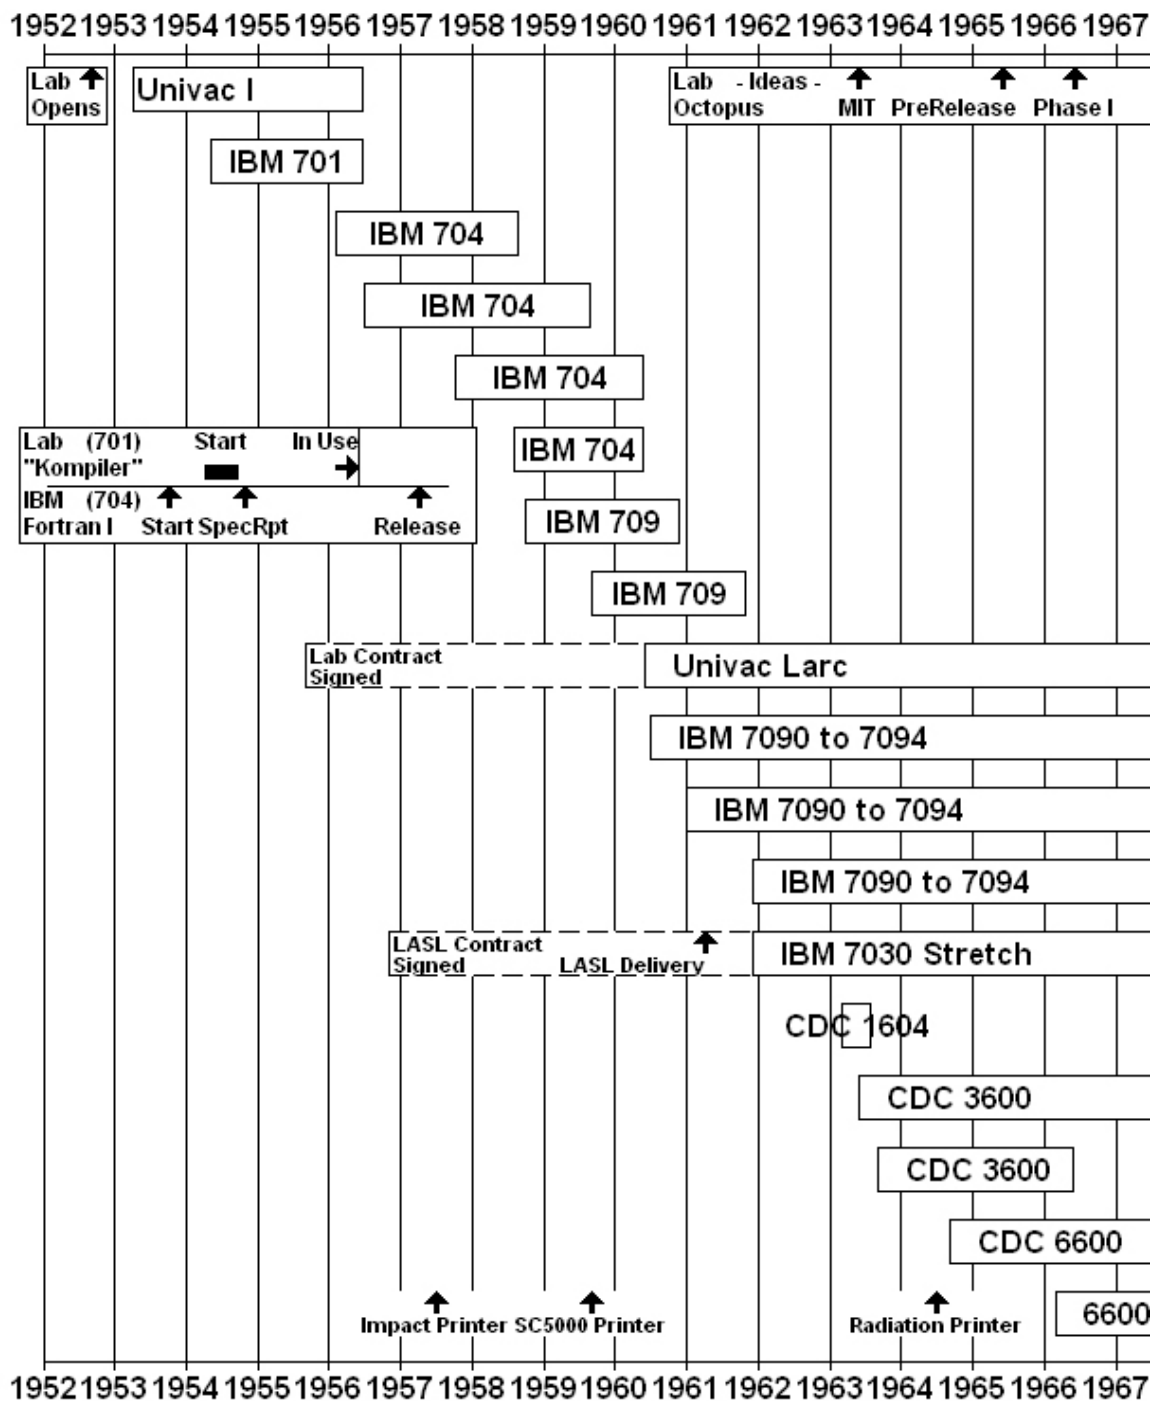 1952 1953 1954 1955 1956 1957 1958 1959 1960 1961 1962 1963 1964 1965 1966 1967
Lab
Opens
Univac I
Lab - Ideas -
Octopus MIT PreRelease Phase I
IBM 701
IBM 704
IBM 704
IBM 704
Lab (701) Start In Use
"Kompiler"
IBM (704)
Fortran I Start SpecRpt Release
IBM 704
IBM 709
IBM 709
Lab Contract
Signed
Univac Larc
IBM 7090 to 7094
IBM 7090 to 7094
IBM 7090 to 7094
LASL Contract
Signed LASL Delivery
IBM 7030 Stretch
CDC 1604
CDC 3600
CDC 3600
CDC 6600
6600
Impact Printer SC5000 Printer Radiation Printer
1952 1953 1954 1955 1956 1957 1958 1959 1960 1961 1962 1963 1964 1965 1966 1967